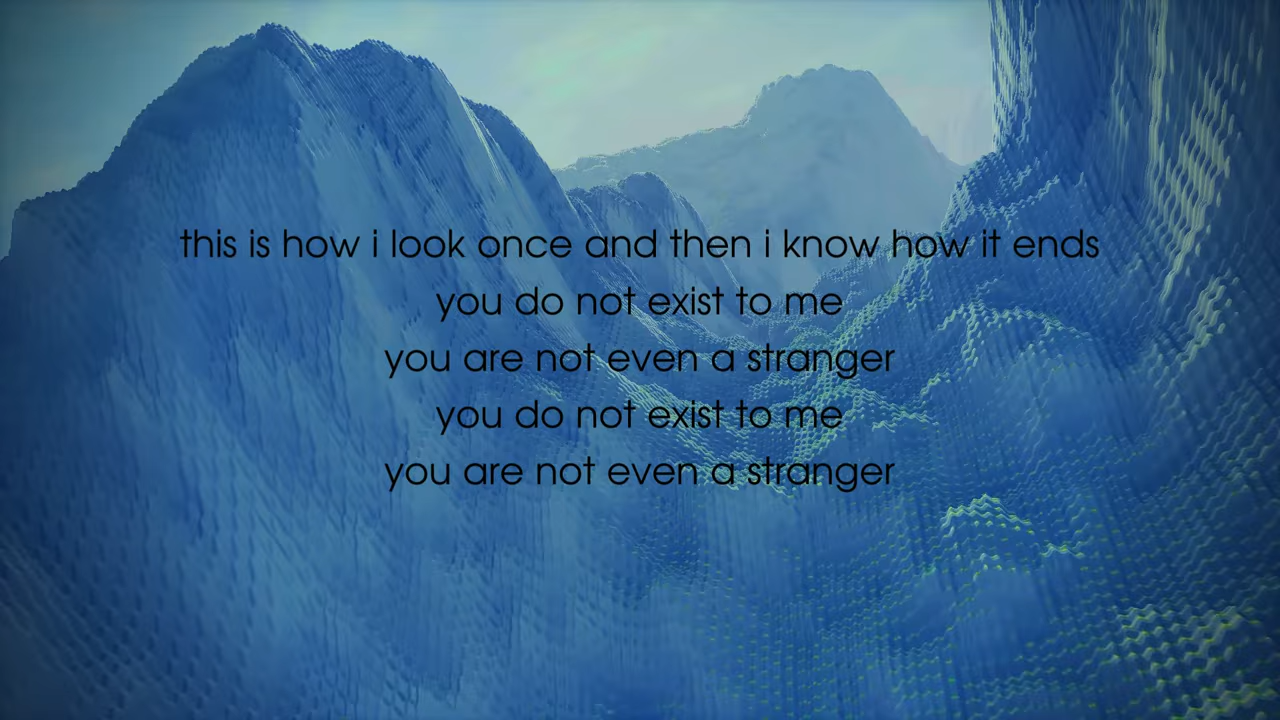 this is how i look once and then i know how it ends
you do not exist to me
you are not even a stranger
you do not exist to me
you are not even a stranger